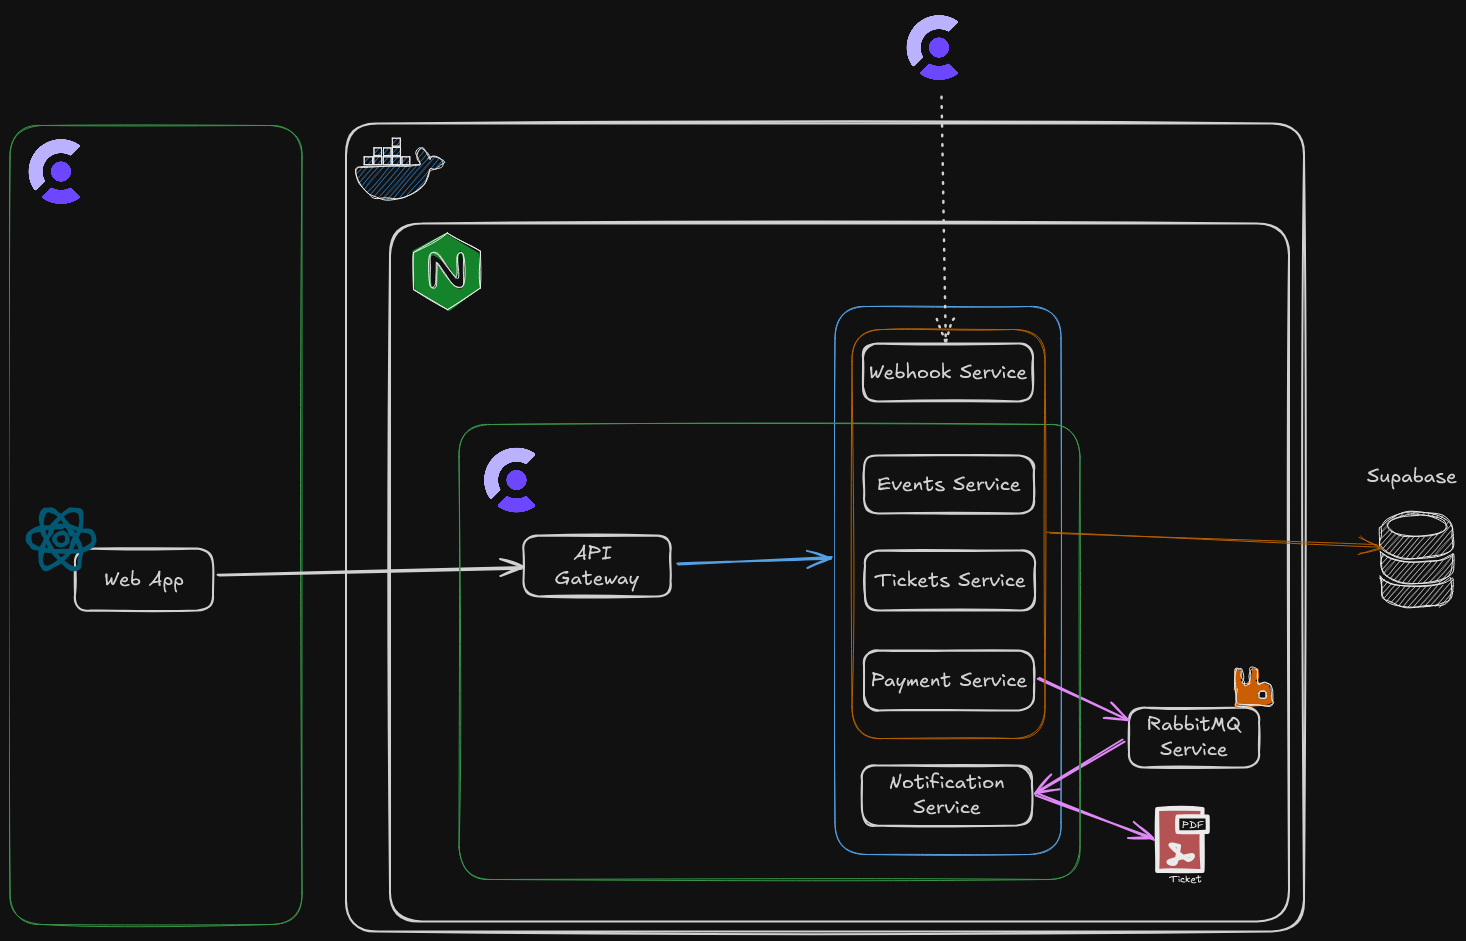 Webhook Service
Events Service
Supabase
Web App
API
Gateway
Tickets Service
Payment Service
RabbitMQ
Service
Notification
Service
PDF
Ticket